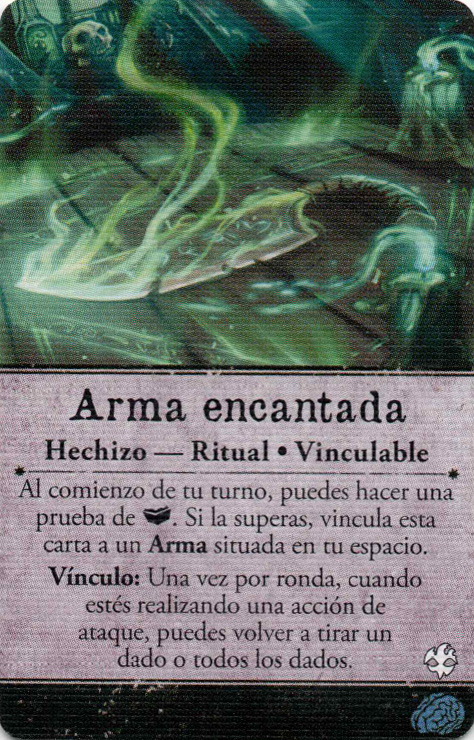 Arma encantada
Hechizo — Ritual • Vinculable
Al comienzo de tu turno, puedes hacer una
prueba de . Si la superas, vincula esta
carta a un Arma situada en tu espacio.
Vínculo: Una vez por ronda, cuando
estés realizando una acción de
ataque, puedes volver a tirar un
dado o todos los dados.